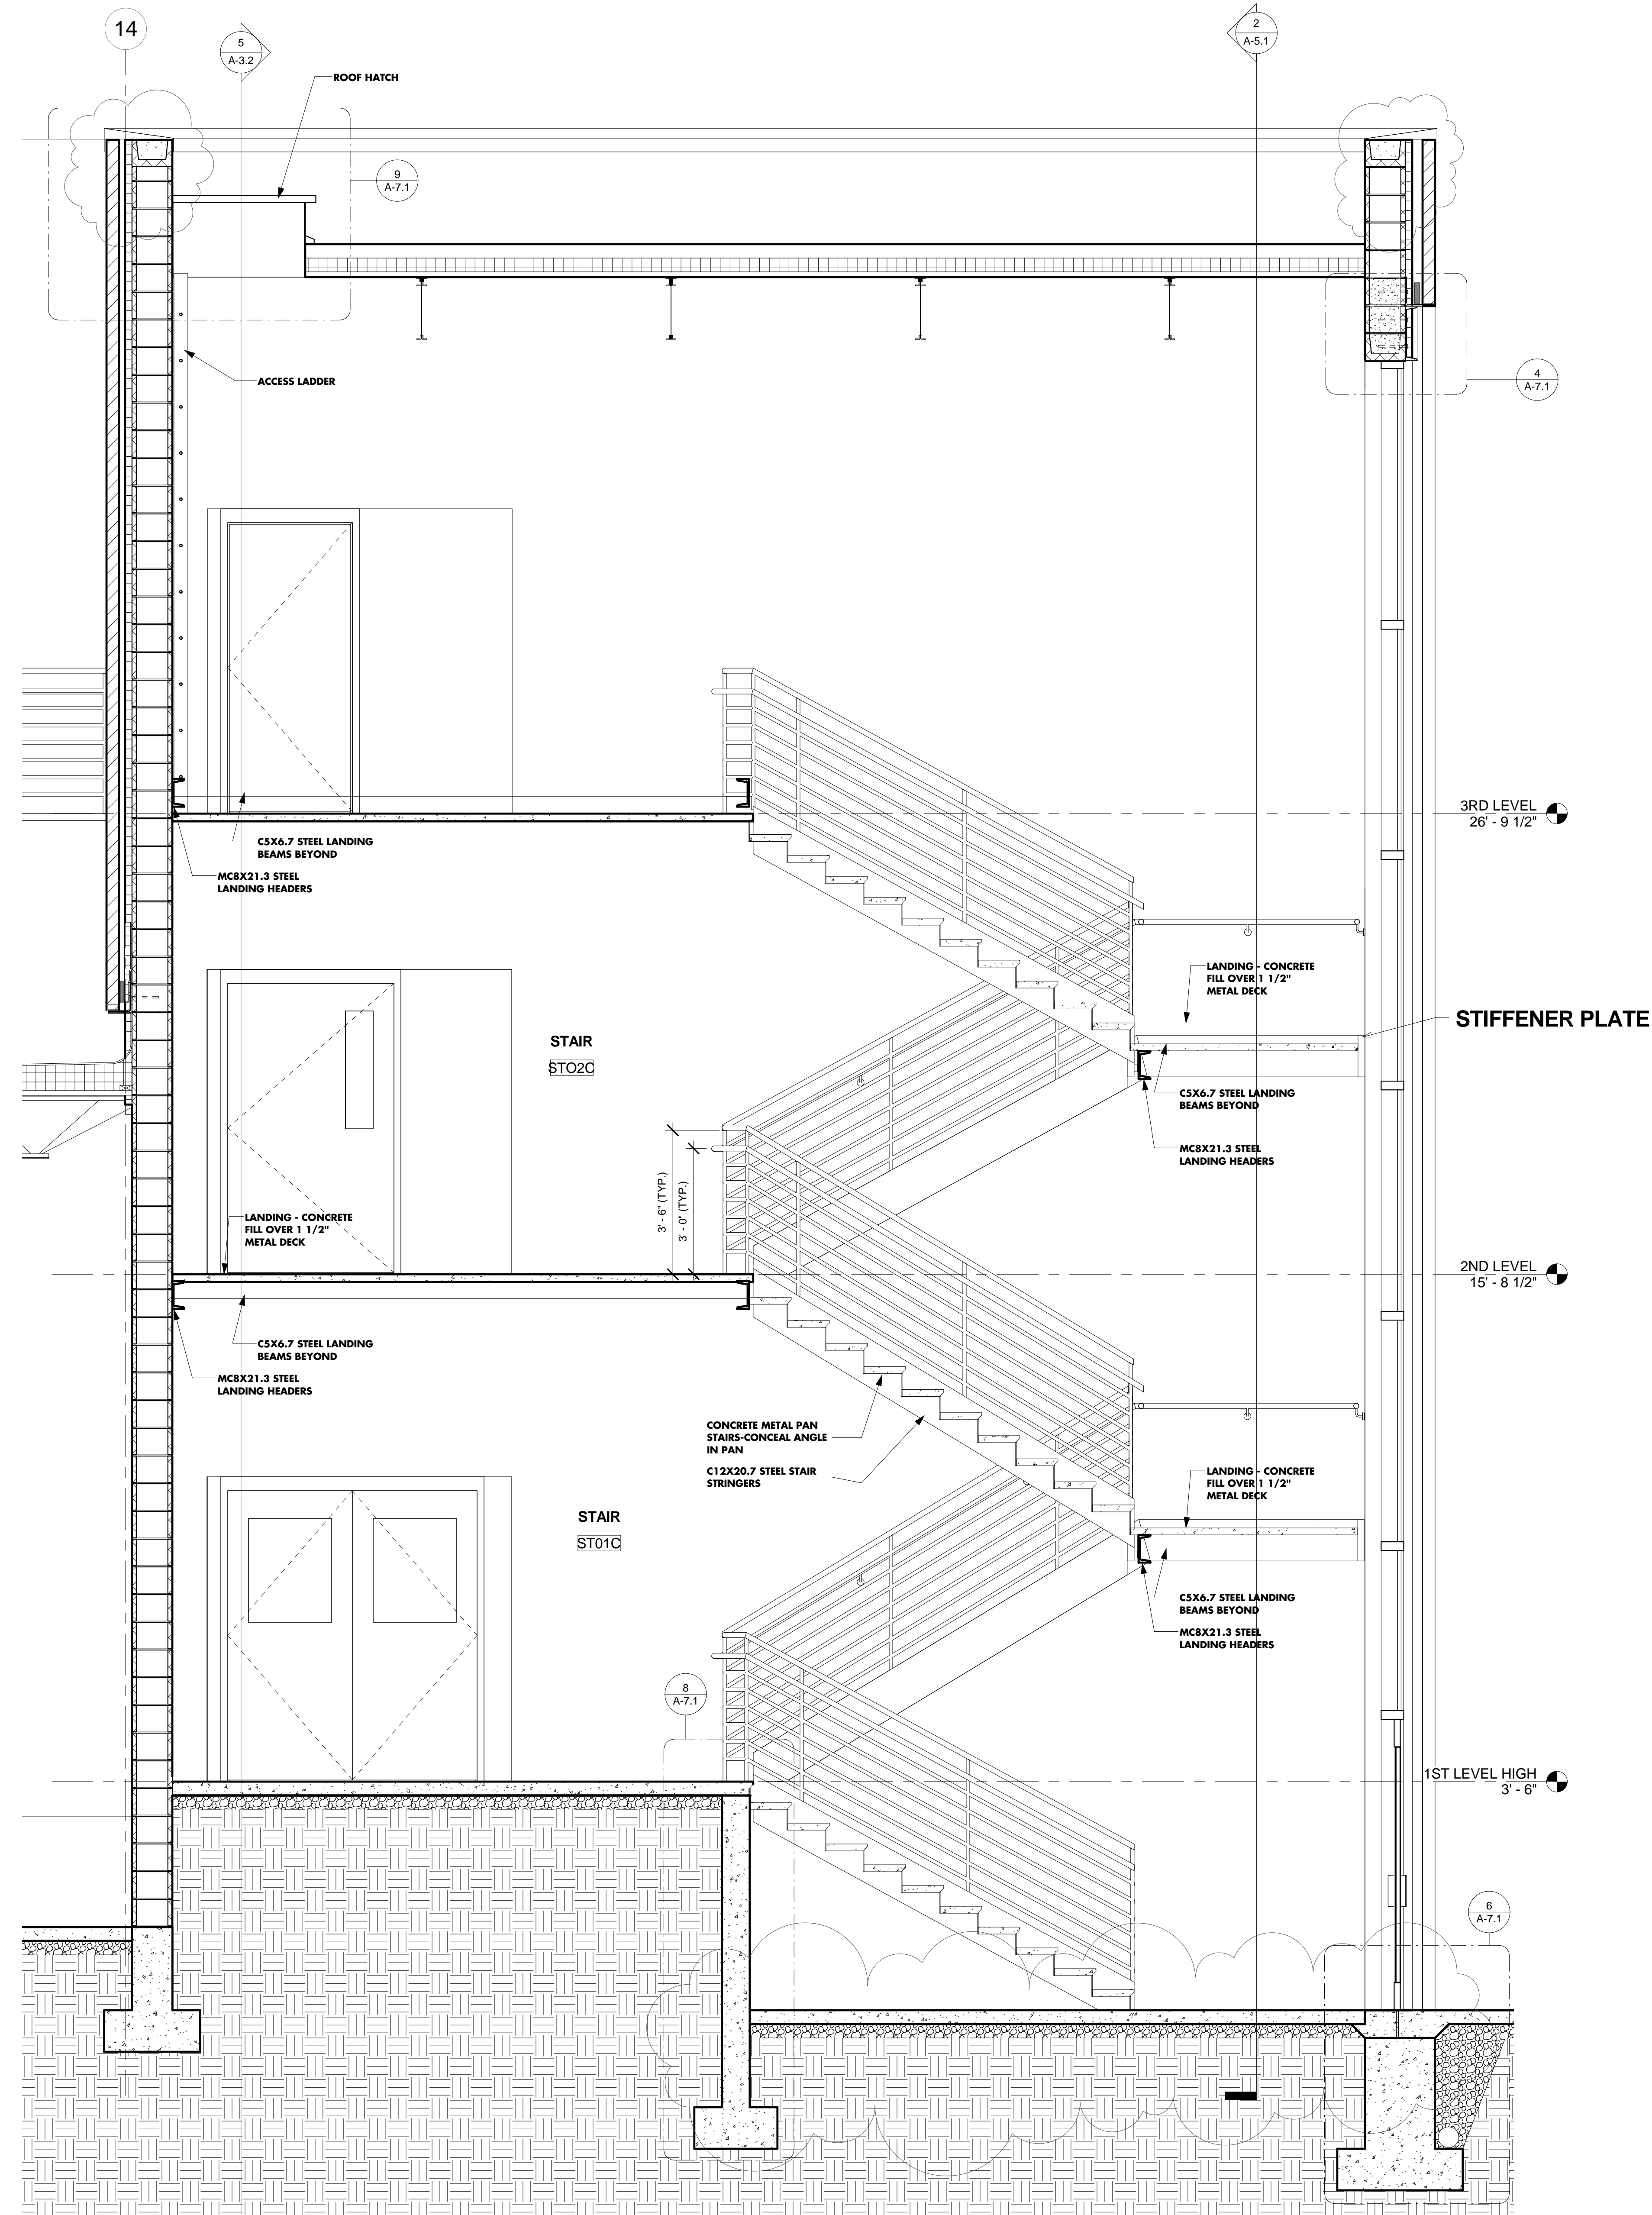 14
5
A-3.2
2
A-5.1
ROOF HATCH
9
A-7.1
4
A-7.1
ACCESS LADDER
3RD LEVEL
26' - 9 1/2"
C5X6.7 STEEL LANDING
BEAMS BEYOND
MC8X21.3 STEEL
LANDING HEADERS
LANDING - CONCRETE
FILL OVER 1 1/2"
METAL DECK
STIFFENER PLATE
STAIR
STO2C
C5X6.7 STEEL LANDING
BEAMS BEYOND
MC8X21.3 STEEL
LANDING HEADERS
3' - 6" (TYP.)
3' - 0" (TYP.)
LANDING - CONCRETE
FILL OVER 1 1/2"
METAL DECK
2ND LEVEL
15' - 8 1/2"
C5X6.7 STEEL LANDING
BEAMS BEYOND
MC8X21.3 STEEL
LANDING HEADERS
CONCRETE METAL PAN
STAIRS-CONCEAL ANGLE
IN PAN
C12X20.7 STEEL STAIR
STRINGERS
LANDING - CONCRETE
FILL OVER 1 1/2"
METAL DECK
STAIR
ST01C
C5X6.7 STEEL LANDING
BEAMS BEYOND
MC8X21.3 STEEL
LANDING HEADERS
8
A-7.1
1ST LEVEL HIGH
3' - 6"
6
A-7.1